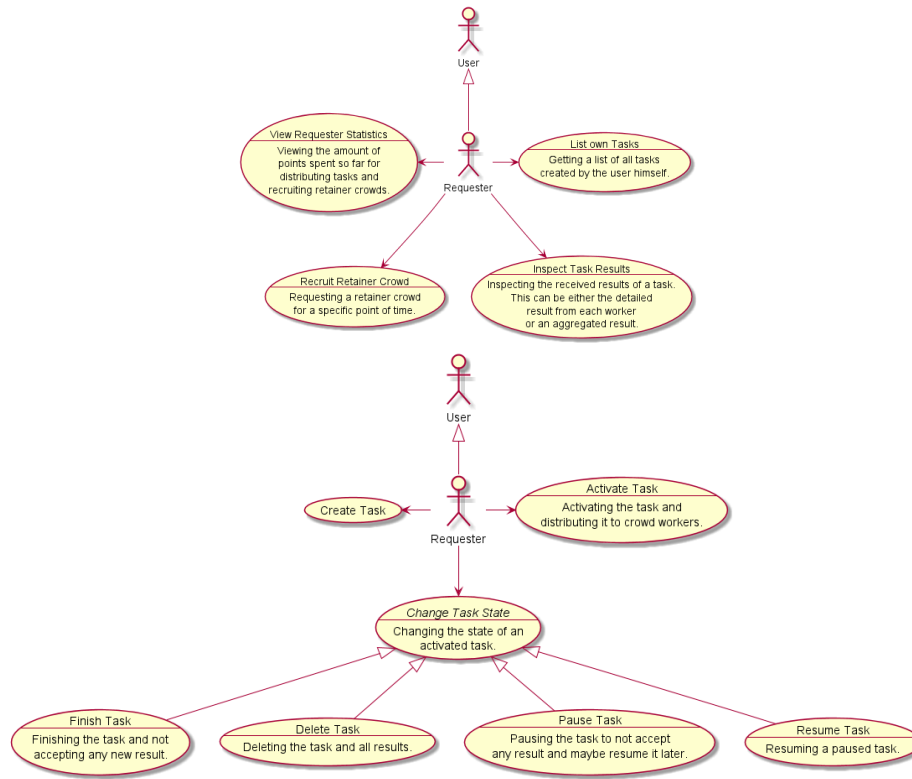 User
View Requester Statistics
Viewing the amount of
points spent so far for
distributing tasks and
recruiting retainer crowds.
Requester
List own Tasks
Getting a list of all tasks
created by the user himself.
Recruit Retainer Crowd
Requesting a retainer crowd
for a specific point of time.
Inspect Task Results
Inspecting the received results of a task.
This can be either the detailed
result from each worker
or an aggregated result.
User
Create Task
Requester
Activate Task
Activating the task and
distributing it to crowd workers.
Change Task State
Changing the state of an
activated task.
Finish Task
Finishing the task and not
accepting any new result.
Delete Task
Deleting the task and all results.
Pause Task
Pausing the task to not accept
any result and maybe resume it later.
Resume Task
Resuming a paused task.